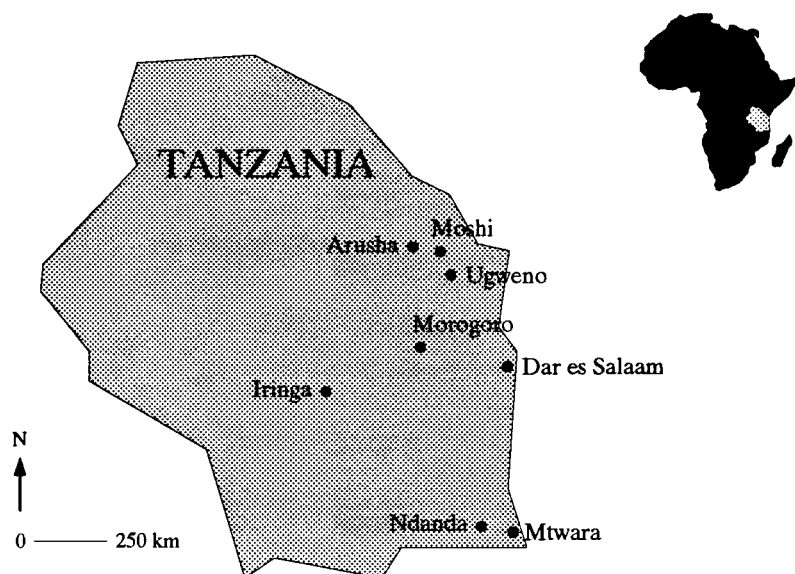 TANZANIA
Moshi
Arusha
Ugweno
Morogoro
Dar es Salaam
Iringa
N
Ndanda
Mtwara
0 250 km